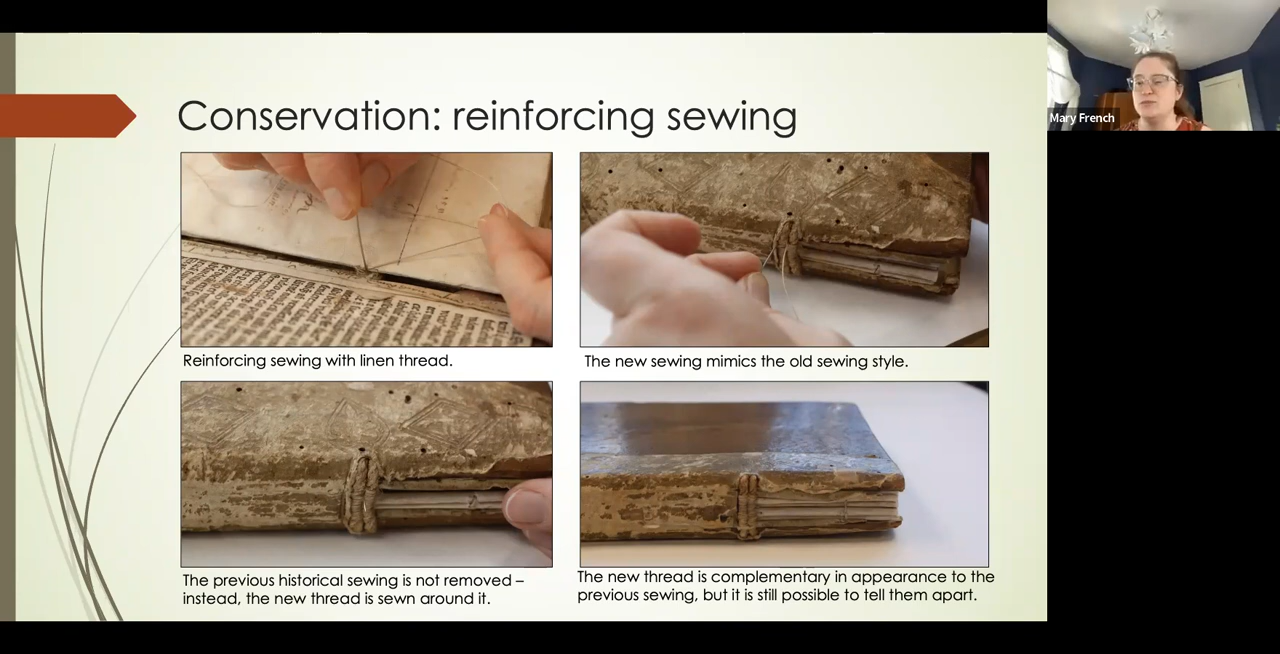 Conservation: reinforcing sewing
Mary French
Reinforcing sewing with linen thread.
The new sewing mimics the old sewing style.
The previous historical sewing is not removed –
instead, the new thread is sewn around it.
The new thread is complementary in appearance to the
previous sewing, but it is still possible to tell them apart.